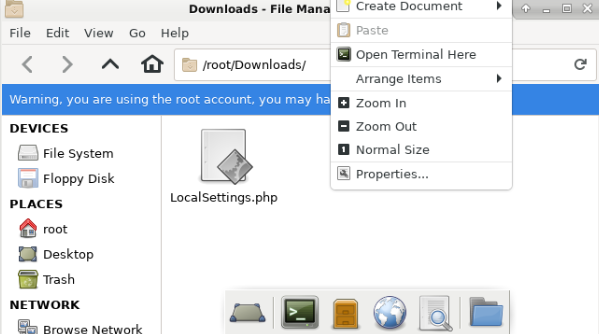 Downloads - File Mana
Create Document
File Edit View Go Help
Paste
/root/Downloads/
Open Terminal Here
Arrange Items
Warning, you are using the root account, you may ha
Zoom In
Zoom Out
Normal Size
Properties...
DEVICES
File System
Floppy Disk
PLACES
root
Desktop
Trash
NETWORK
Browse Network
LocalSettings.php